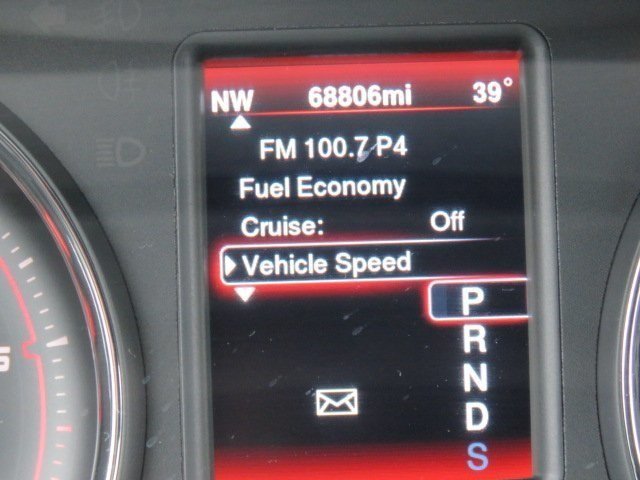 NW 68806mi 39°
FM 100.7 P4
Fuel Economy
Cruise: Off
Vehicle Speed
P
R
N
D
S